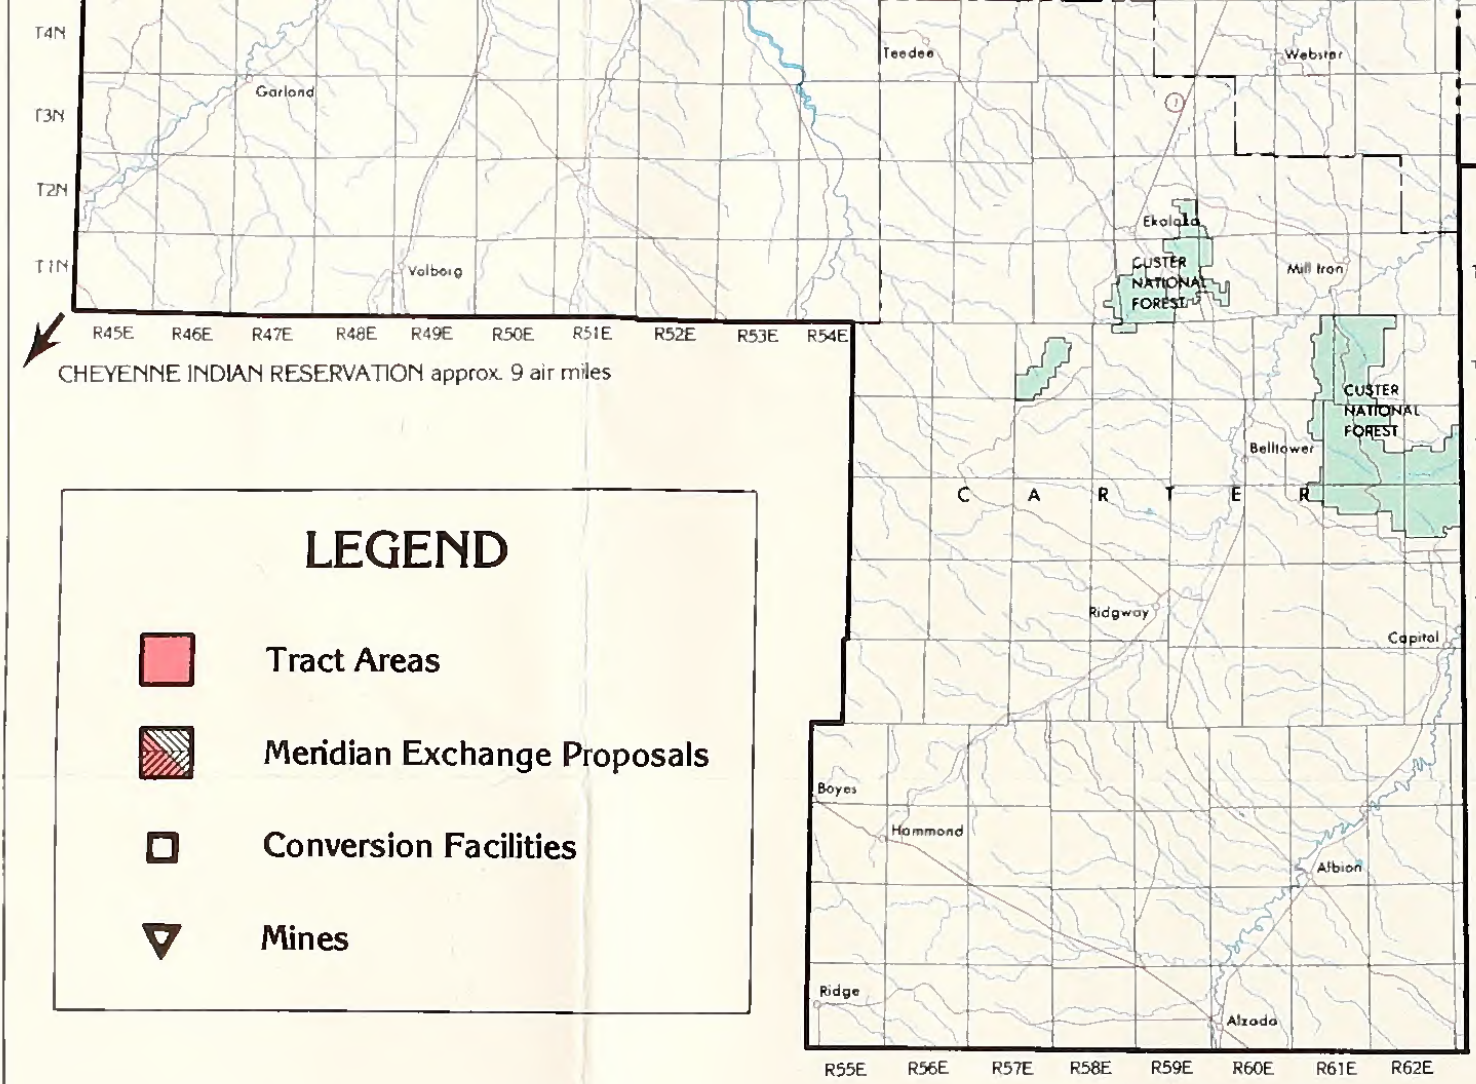 T4N
Teedee
Webster
Garland
T3N
1
T2N
Ekalaka
T1N
Volborg
CUSTER
NATIONAL
FOREST
Mill Iron
R45E R46E R47E R48E R49E R50E R51E R52E R53E R54E
CHEYENNE INDIAN RESERVATION approx. 9 air miles
CUSTER
NATIONAL
FOREST
Belltower
C A R T E R
LEGEND
Tract Areas
Meridian Exchange Proposals
Conversion Facilities
Mines
Ridgway
Capitol
Boyes
Hammond
Albion
Ridge
Alzada
R55E R56E R57E R58E R59E R60E R61E R62E